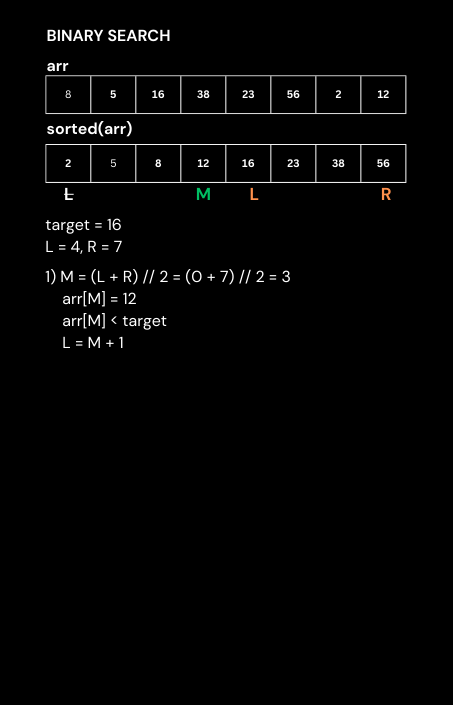 BINARY SEARCH
arr
8 5 16 38 23 56 2 12
sorted(arr)
2 5 8 12 16 23 38 56
L M L R
target = 16
L = 4, R = 7
1) M = (L + R) // 2 = (0 + 7) // 2 = 3
arr[M] = 12
arr[M] < target
L = M + 1